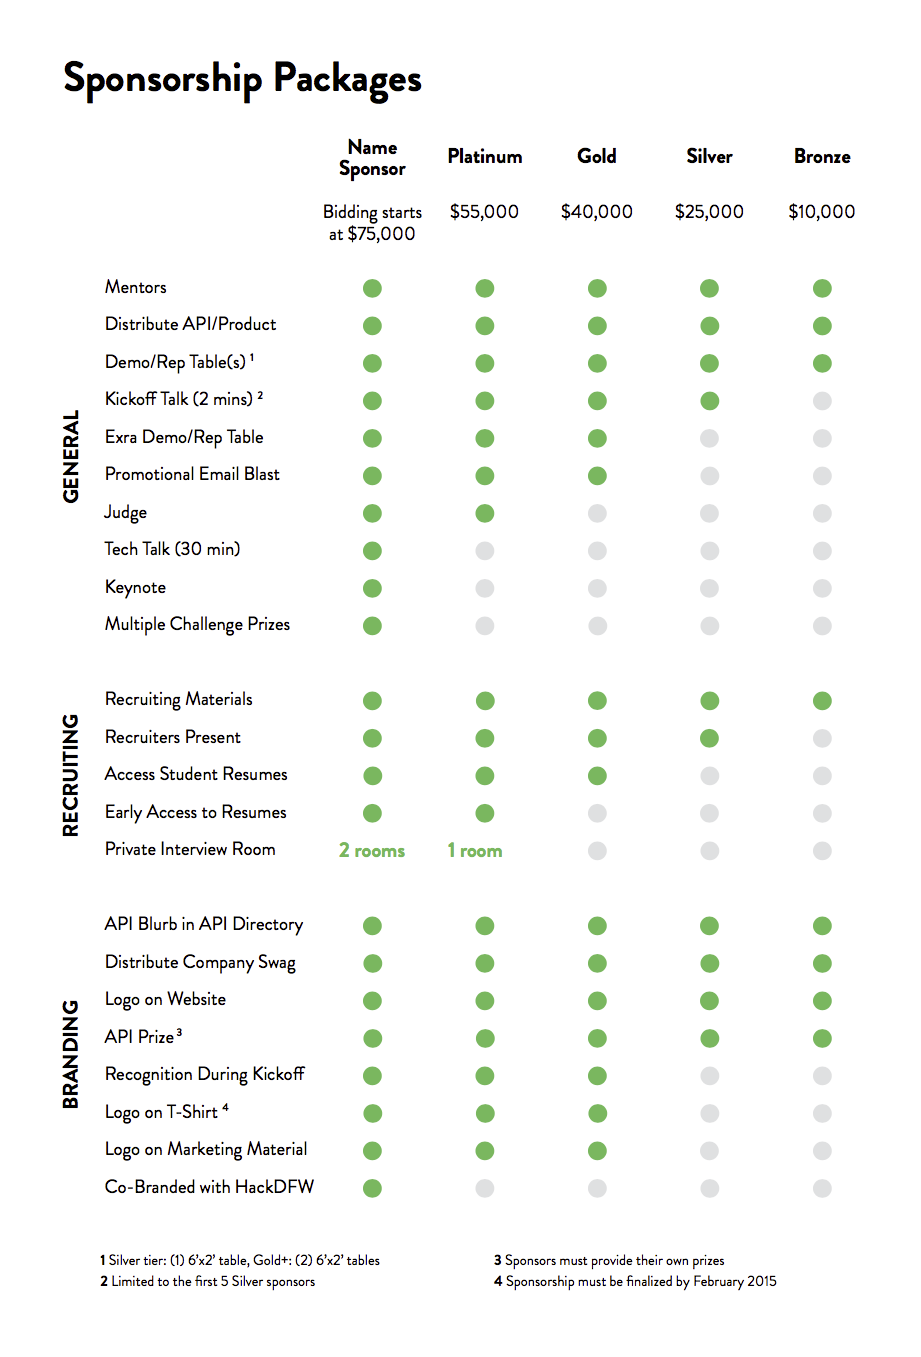 Sponsorship Packages
Name
Sponsor
Platinum
Gold
Silver
Bronze
Bidding starts
at $75,000
$55,000
$40,000
$25,000
$10,000
GENERAL
Mentors
Distribute API/Product
Demo/Rep Table(s) 1
Kickoff Talk (2 mins) 2
Exra Demo/Rep Table
Promotional Email Blast
Judge
Tech Talk (30 min)
Keynote
Multiple Challenge Prizes
RECRUITING
Recruiting Materials
Recruiters Present
Access Student Resumes
Early Access to Resumes
Private Interview Room 2 rooms 1 room
BRANDING
API Blurb in API Directory
Distribute Company Swag
Logo on Website
API Prize 3
Recognition During Kickoff
Logo on T-Shirt 4
Logo on Marketing Material
Co-Branded with HackDFW
1 Silver tier: (1) 6'x2' table, Gold+: (2) 6'x2' tables
2 Limited to the first 5 Silver sponsors
3 Sponsors must provide their own prizes
4 Sponsorship must be finalized by February 2015